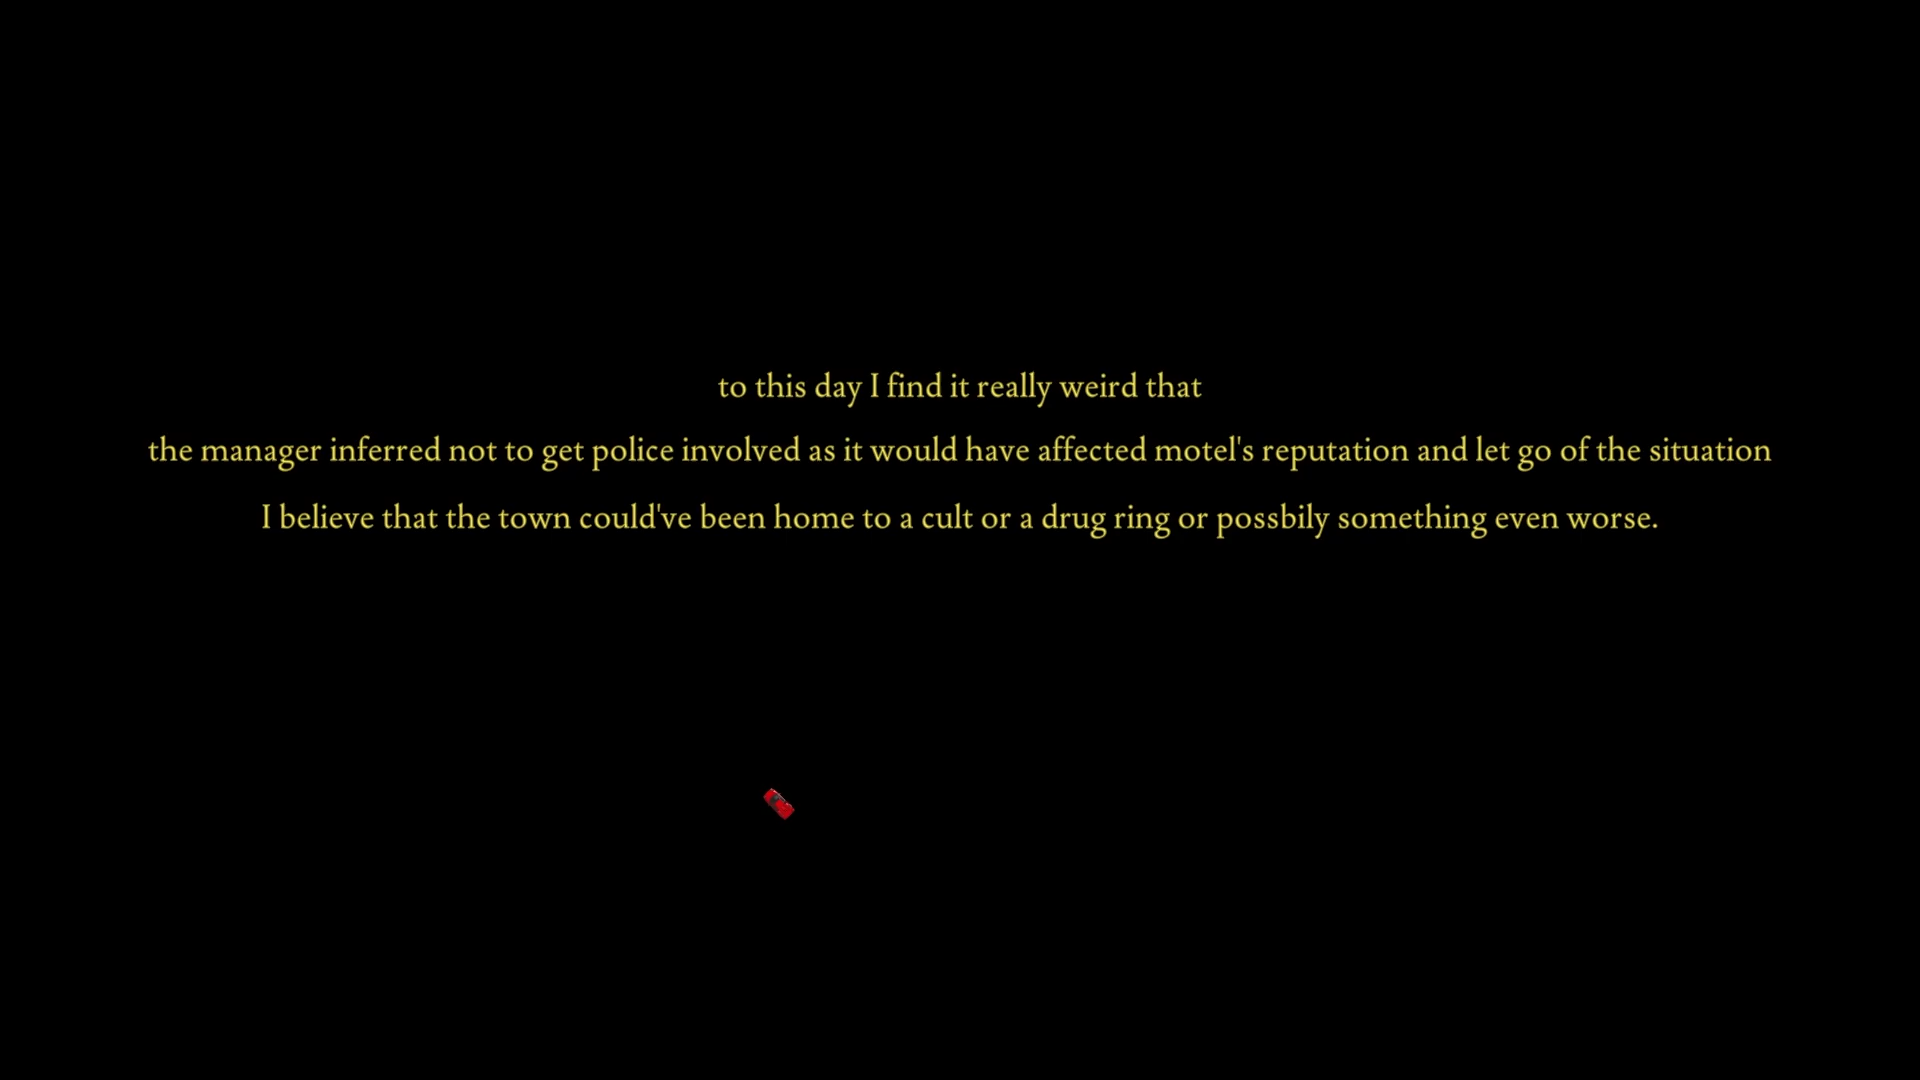 to this day I find it really weird that
the manager inferred not to get police involved as it would have affected motel's reputation and let go of the situation
I believe that the town could've been home to a cult or a drug ring or possbily something even worse.